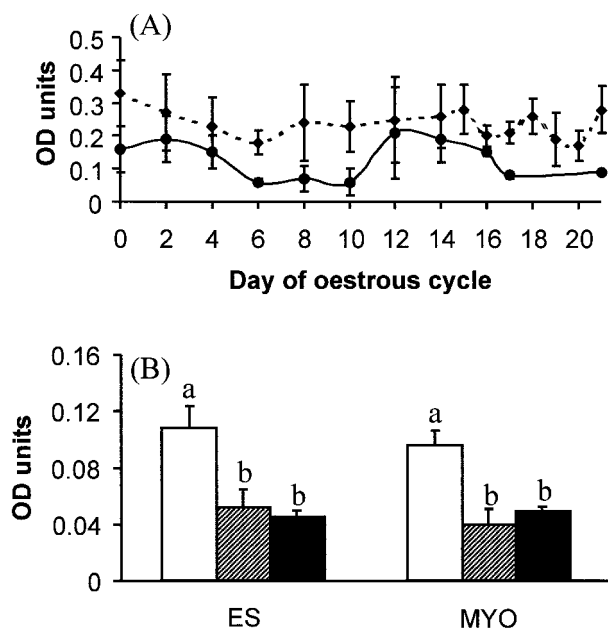 (A)
OD units
0.5
0.4
0.3
0.2
0.1
0
0 2 4 6 8 10 12 14 16 18 20
Day of oestrous cycle
(B)
OD units
0.16
0.12
0.08
0.04
0
a b b a b b
ES MYO